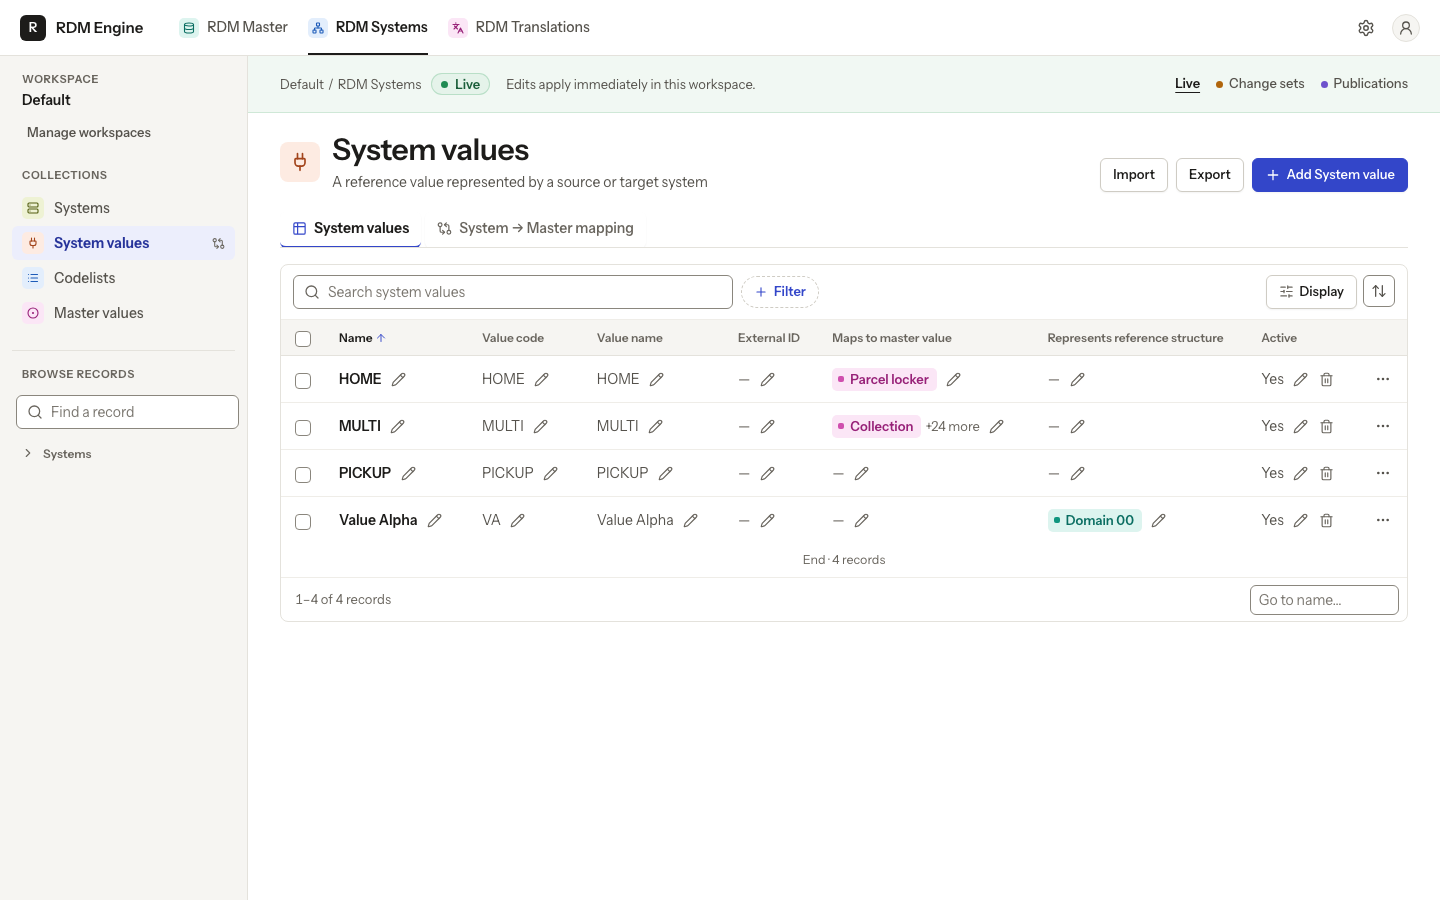 R RDM Engine RDM Master RDM Systems RDM Translations
WORKSPACE
Default
Manage workspaces
COLLECTIONS
Systems
System values
Codelists
Master values
BROWSE RECORDS
Find a record
Systems
Default / RDM Systems Live Edits apply immediately in this workspace. Live Change sets Publications
System values
A reference value represented by a source or target system
Import Export + Add System value
System values System → Master mapping
Search system values + Filter Display
Name ↑ Value code Value name External ID Maps to master value Represents reference structure Active
HOME HOME HOME — Parcel locker — Yes ...
MULTI MULTI MULTI — Collection +24 more — Yes ...
PICKUP PICKUP PICKUP — — — Yes ...
Value Alpha VA Value Alpha — — Domain 00 Yes ...
End · 4 records
1–4 of 4 records Go to name...